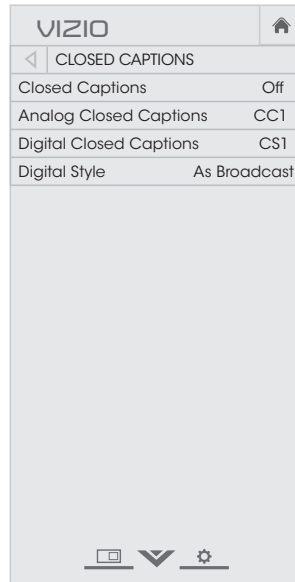 VIZIO
CLOSED CAPTIONS
Closed Captions Off
Analog Closed Captions CC1
Digital Closed Captions CS1
Digital Style As Broadcast